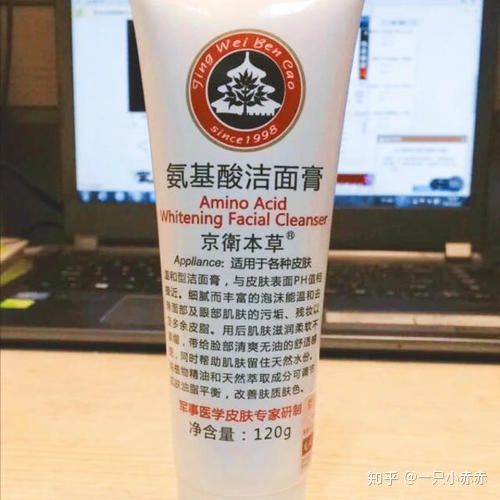 Jing Wei Ben Cao
since1998
氨基酸洁面膏
Amino Acid
Whitening Facial Cleanser
京衛本草®
Appliance: 适用于各种皮肤
温和型洁面膏，与皮肤表面PH值相
接近。细腻而丰富的泡沫能温和去
除面部及眼部肌肤的污垢、残妆以
及多余皮脂。用后肌肤滋润柔软不
紧绷，带给脸部清爽无油的舒适感
觉，同时帮助肌肤留住天然水份。
植物精油和天然萃取成分可调节
肌肤油脂平衡，改善肤质肤色。
军事医学皮肤专家研制
净含量：120g
知乎 @一只小赤赤